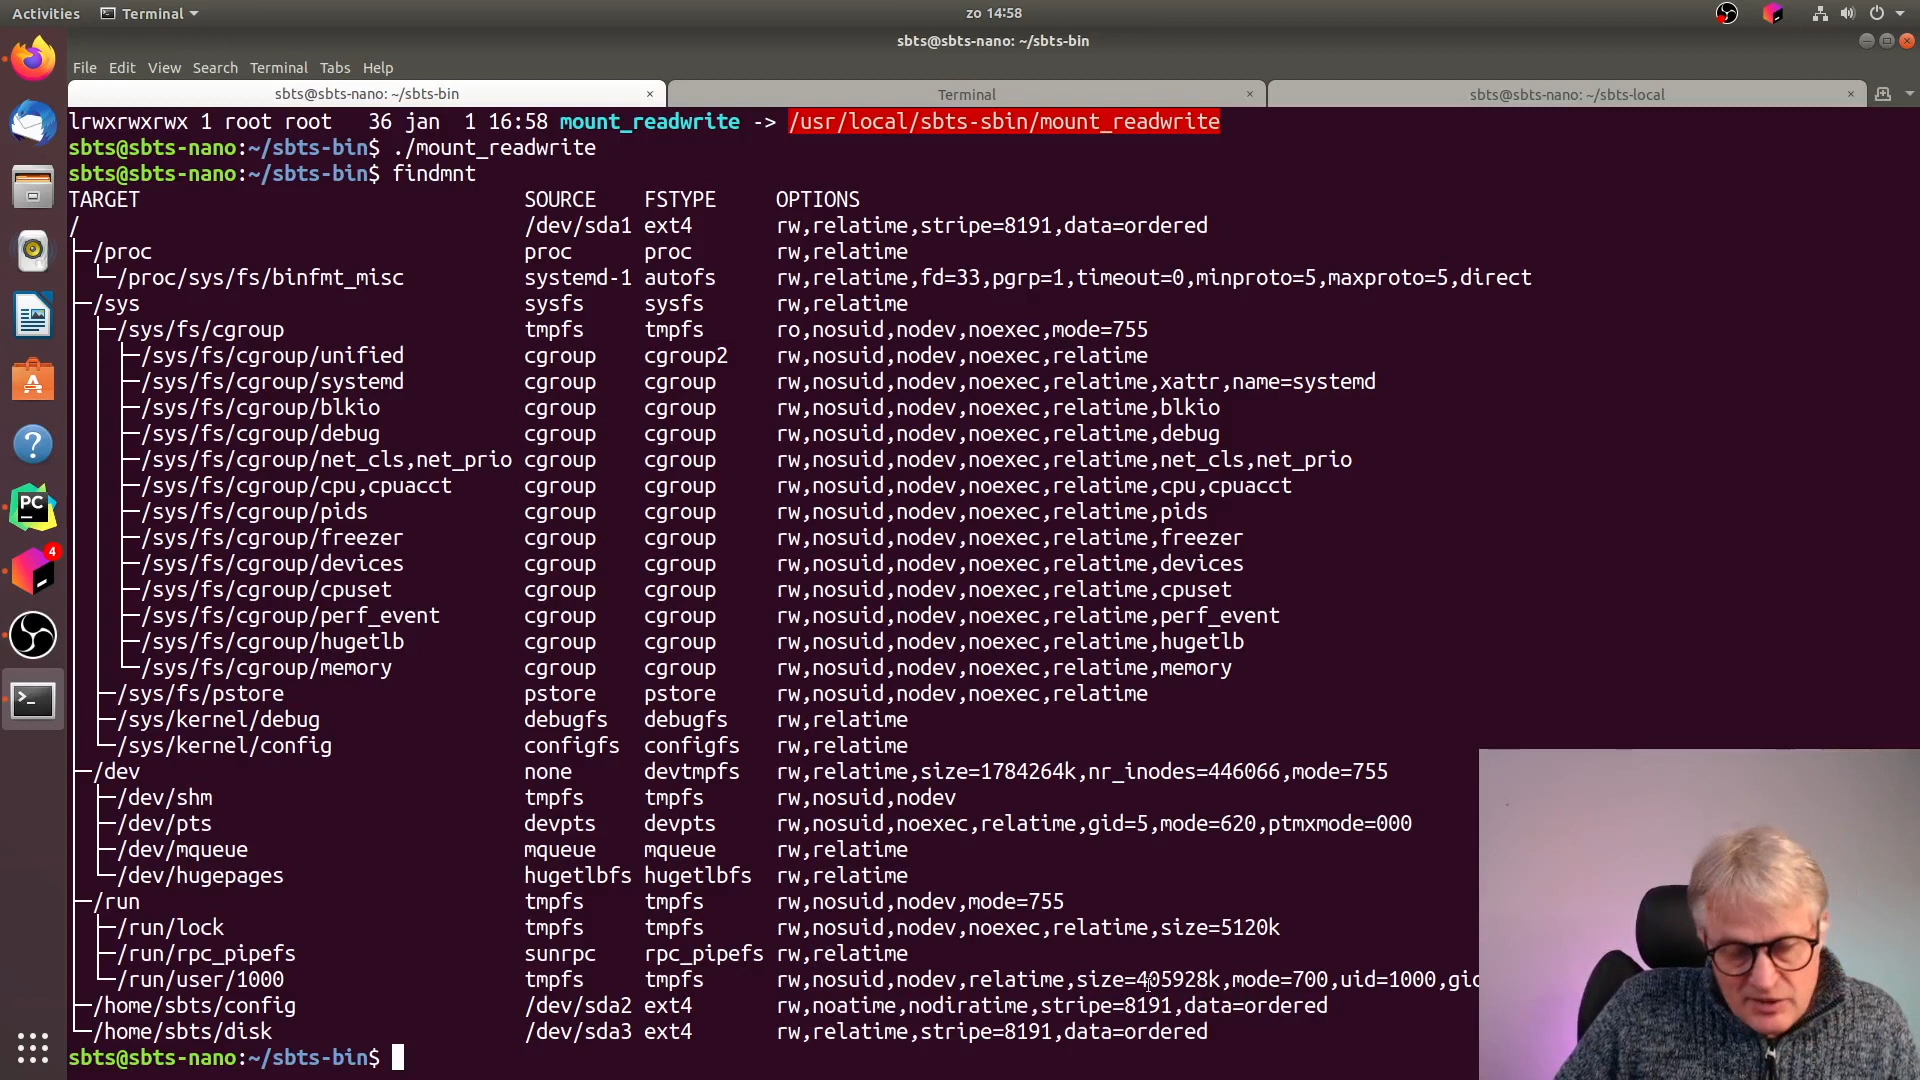 Activities Terminal zo 14:58
sbts@sbts-nano: ~/sbts-bin
File Edit View Search Terminal Tabs Help
sbts@sbts-nano: ~/sbts-bin × Terminal × sbts@sbts-nano: ~/sbts-local ×
lrwxrwxrwx 1 root root 36 jan 1 16:58 mount_readwrite -> /usr/local/sbts-sbin/mount_readwrite
sbts@sbts-nano:~/sbts-bin$ ./mount_readwrite
sbts@sbts-nano:~/sbts-bin$ findmnt
TARGET SOURCE FSTYPE OPTIONS
/ /dev/sda1 ext4 rw,relatime,stripe=8191,data=ordered
├─/proc proc proc rw,relatime
│ └─/proc/sys/fs/binfmt_misc systemd-1 autofs rw,relatime,fd=33,pgrp=1,timeout=0,minproto=5,maxproto=5,direct
├─/sys sysfs sysfs rw,relatime
│ ├─/sys/fs/cgroup tmpfs tmpfs ro,nosuid,nodev,noexec,mode=755
│ │ ├─/sys/fs/cgroup/unified cgroup cgroup2 rw,nosuid,nodev,noexec,relatime
│ │ ├─/sys/fs/cgroup/systemd cgroup cgroup rw,nosuid,nodev,noexec,relatime,xattr,name=systemd
│ │ ├─/sys/fs/cgroup/blkio cgroup cgroup rw,nosuid,nodev,noexec,relatime,blkio
│ │ ├─/sys/fs/cgroup/debug cgroup cgroup rw,nosuid,nodev,noexec,relatime,debug
│ │ ├─/sys/fs/cgroup/net_cls,net_prio cgroup cgroup rw,nosuid,nodev,noexec,relatime,net_cls,net_prio
│ │ ├─/sys/fs/cgroup/cpu,cpuacct cgroup cgroup rw,nosuid,nodev,noexec,relatime,cpu,cpuacct
│ │ ├─/sys/fs/cgroup/pids cgroup cgroup rw,nosuid,nodev,noexec,relatime,pids
│ │ ├─/sys/fs/cgroup/freezer cgroup cgroup rw,nosuid,nodev,noexec,relatime,freezer
│ │ ├─/sys/fs/cgroup/devices cgroup cgroup rw,nosuid,nodev,noexec,relatime,devices
│ │ ├─/sys/fs/cgroup/cpuset cgroup cgroup rw,nosuid,nodev,noexec,relatime,cpuset
│ │ ├─/sys/fs/cgroup/perf_event cgroup cgroup rw,nosuid,nodev,noexec,relatime,perf_event
│ │ ├─/sys/fs/cgroup/hugetlb cgroup cgroup rw,nosuid,nodev,noexec,relatime,hugetlb
│ │ └─/sys/fs/cgroup/memory cgroup cgroup rw,nosuid,nodev,noexec,relatime,memory
│ ├─/sys/fs/pstore pstore pstore rw,nosuid,nodev,noexec,relatime
│ ├─/sys/kernel/debug debugfs debugfs rw,relatime
│ └─/sys/kernel/config configfs configfs rw,relatime
├─/dev none devtmpfs rw,relatime,size=1784264k,nr_inodes=446066,mode=755
│ ├─/dev/shm tmpfs tmpfs rw,nosuid,nodev
│ ├─/dev/pts devpts devpts rw,nosuid,noexec,relatime,gid=5,mode=620,ptmxmode=000
│ ├─/dev/mqueue mqueue mqueue rw,relatime
│ └─/dev/hugepages hugetlbfs hugetlbfs rw,relatime
├─/run tmpfs tmpfs rw,nosuid,nodev,mode=755
│ ├─/run/lock tmpfs tmpfs rw,nosuid,nodev,noexec,relatime,size=5120k
│ ├─/run/rpc_pipefs sunrpc rpc_pipefs rw,relatime
│ └─/run/user/1000 tmpfs tmpfs rw,nosuid,nodev,relatime,size=405928k,mode=700,uid=1000,gi
├─/home/sbts/config /dev/sda2 ext4 rw,noatime,nodiratime,stripe=8191,data=ordered
└─/home/sbts/disk /dev/sda3 ext4 rw,relatime,stripe=8191,data=ordered
sbts@sbts-nano:~/sbts-bin$
PC
4